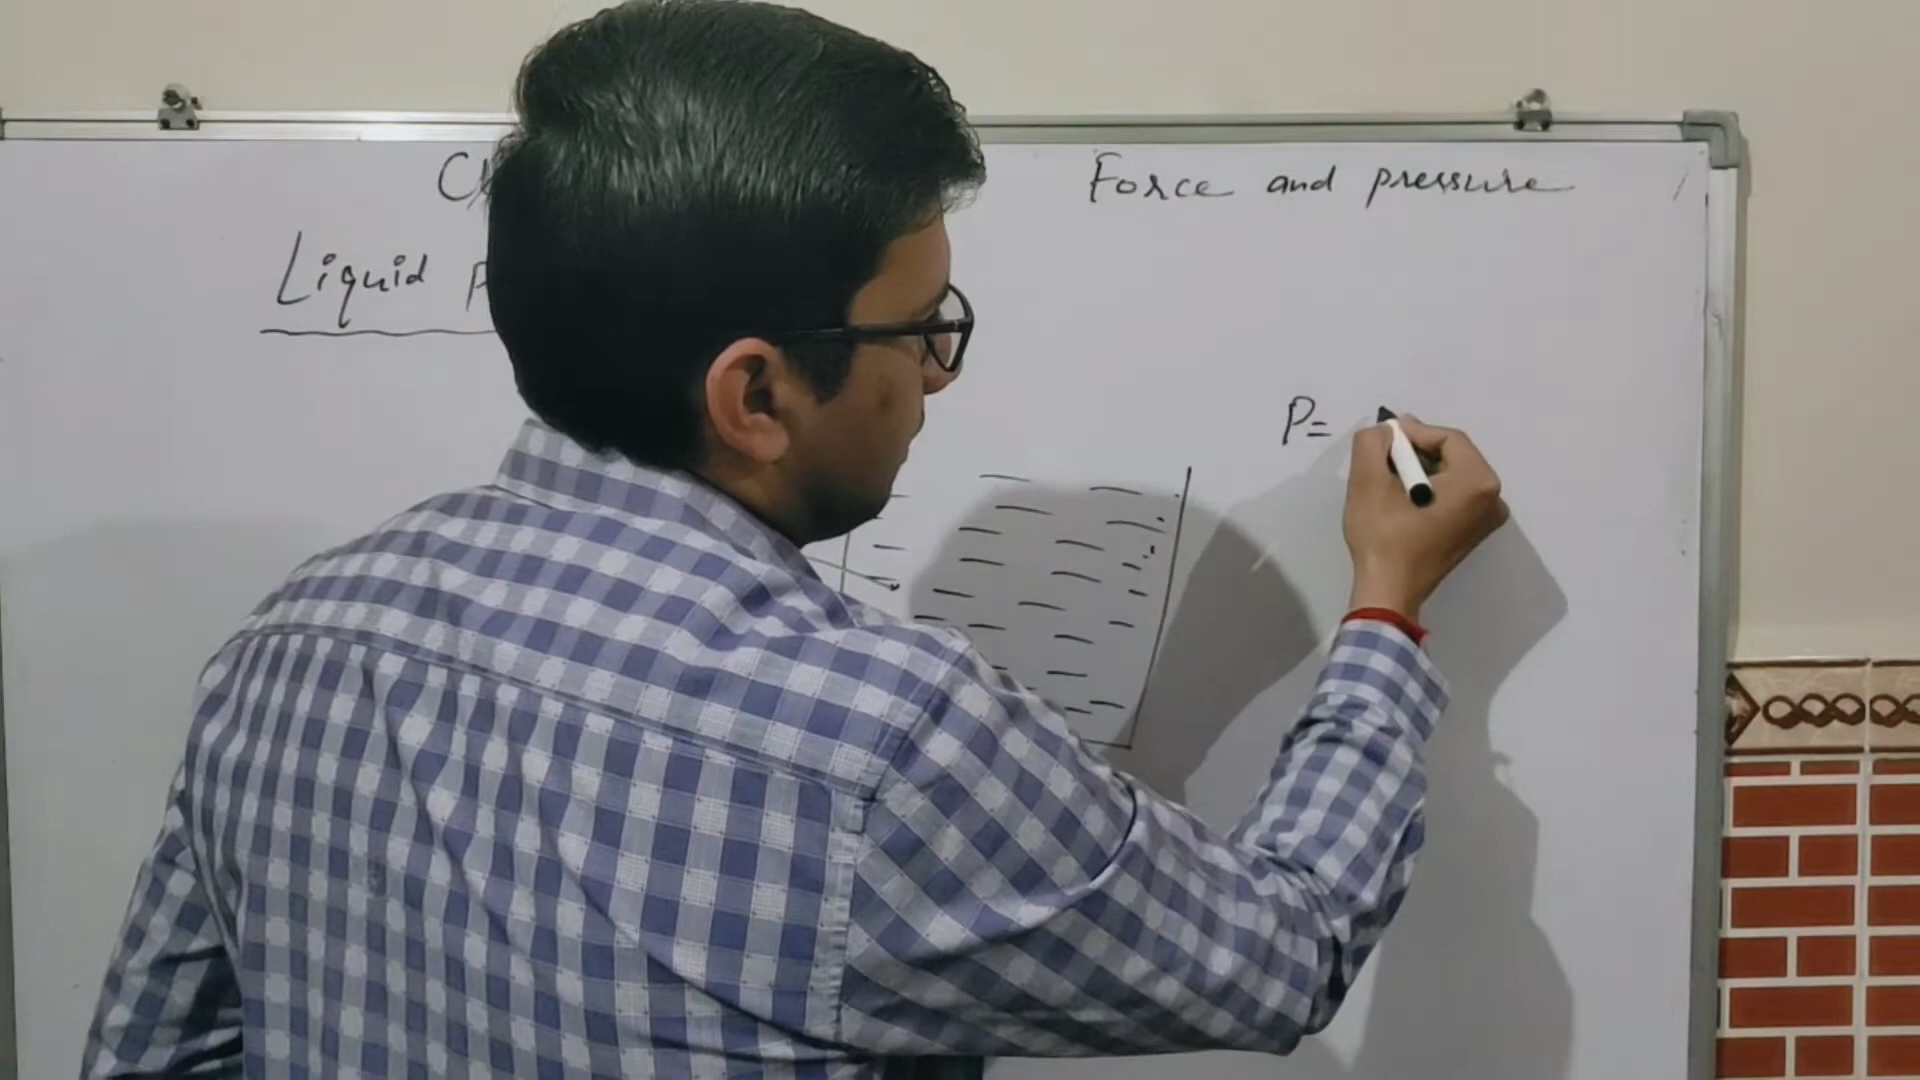 Force and pressure
Liquid
P=